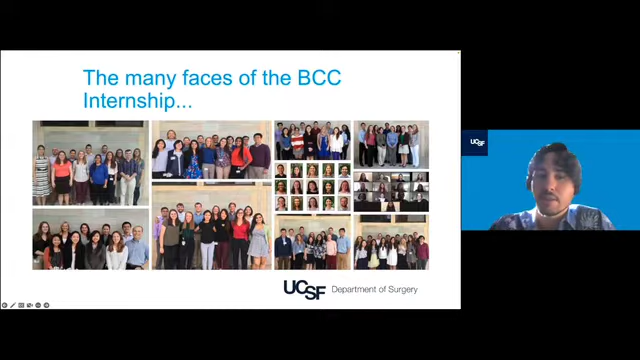 The many faces of the BCC
Internship...
UCSF Department of Surgery
UCSF